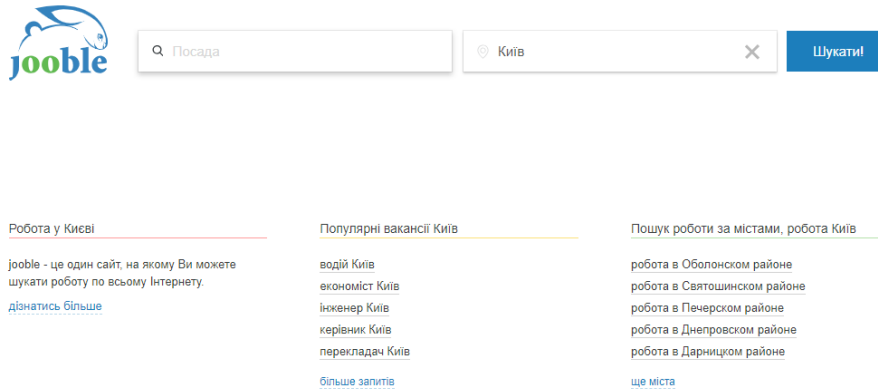 jooble
Посада
Київ
Шукати!
Робота у Києві
jooble - це один сайт, на якому Ви можете
шукати роботу по всьому Інтернету.
дізнатись більше
Популярні вакансії Київ
водій Київ
економіст Київ
інженер Київ
керівник Київ
перекладач Київ
більше запитів
Пошук роботи за містами, робота Київ
робота в Оболонском районе
робота в Святошинском районе
робота в Печерском районе
робота в Днепровском районе
робота в Дарницком районе
ще міста